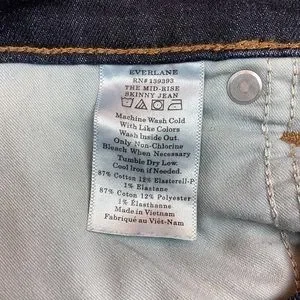 EVERLANE
RN# 139393
THE MID-RISE
SKINNY JEAN
Machine Wash Cold
With Like Colors
Wash Inside Out.
Only Non-Chlorine
Bleach When Necessary
Tumble Dry Low.
Cool Iron if Needed.
87% Cotton 12% Elasterell-P
1% Elastane
87% Cotton 12% Polyester
1% Élasthanne
Made in Vietnam
Fabriqué au Viêt-Nam